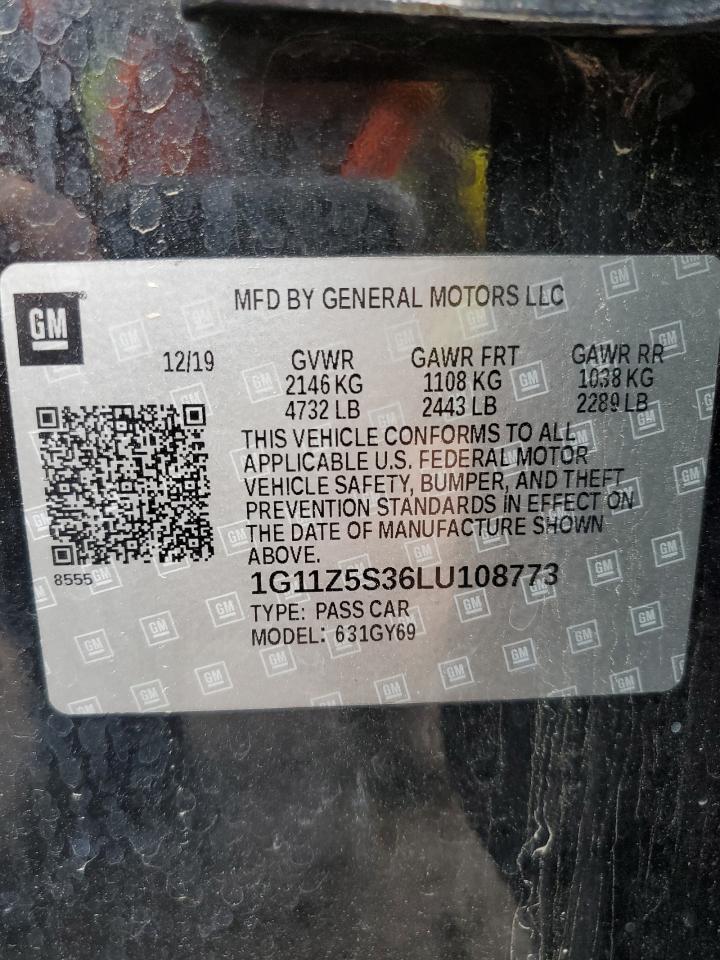 MFD BY GENERAL MOTORS LLC
GM
12/19 GVWR GAWR FRT GAWR RR
2146 KG 1108 KG 1038 KG
4732 LB 2443 LB 2289 LB
THIS VEHICLE CONFORMS TO ALL
APPLICABLE U.S. FEDERAL MOTOR
VEHICLE SAFETY, BUMPER, AND THEFT
PREVENTION STANDARDS IN EFFECT ON
THE DATE OF MANUFACTURE SHOWN
ABOVE.
8555
1G11Z5S36LU108773
TYPE: PASS CAR
MODEL: 631GY69